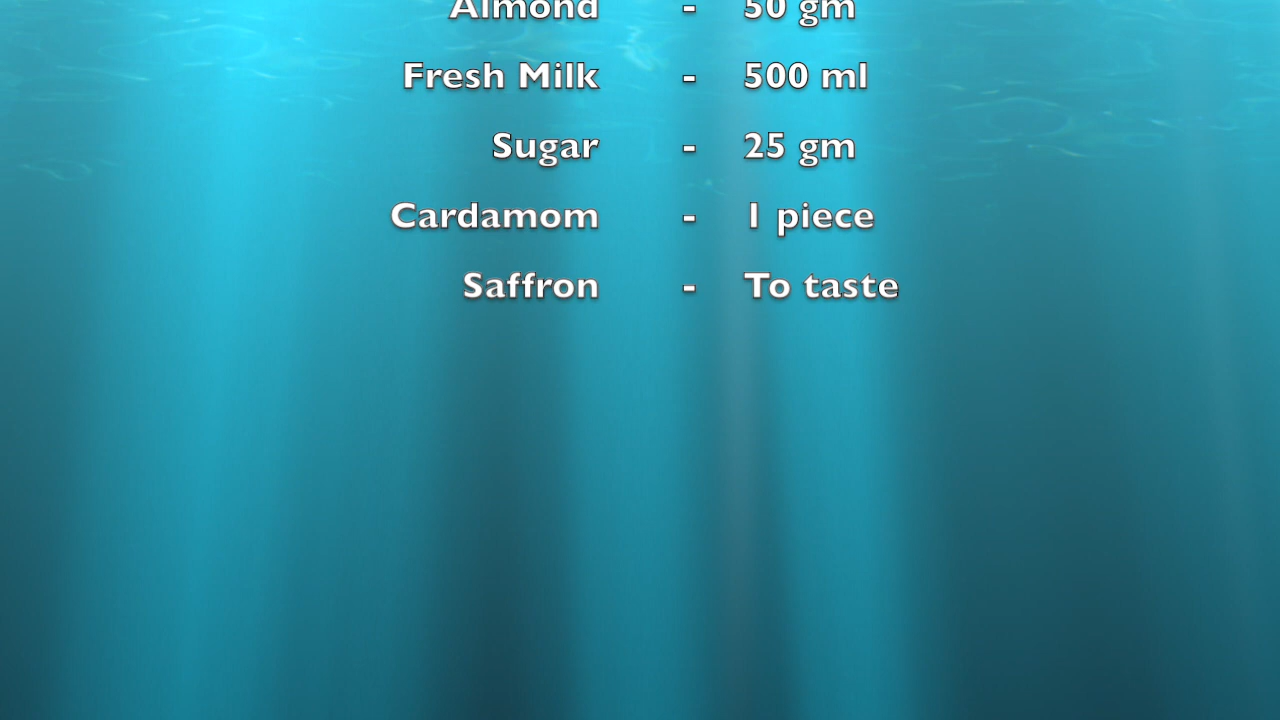 Almond - 50 gm
Fresh Milk - 500 ml
Sugar - 25 gm
Cardamom - 1 piece
Saffron - To taste